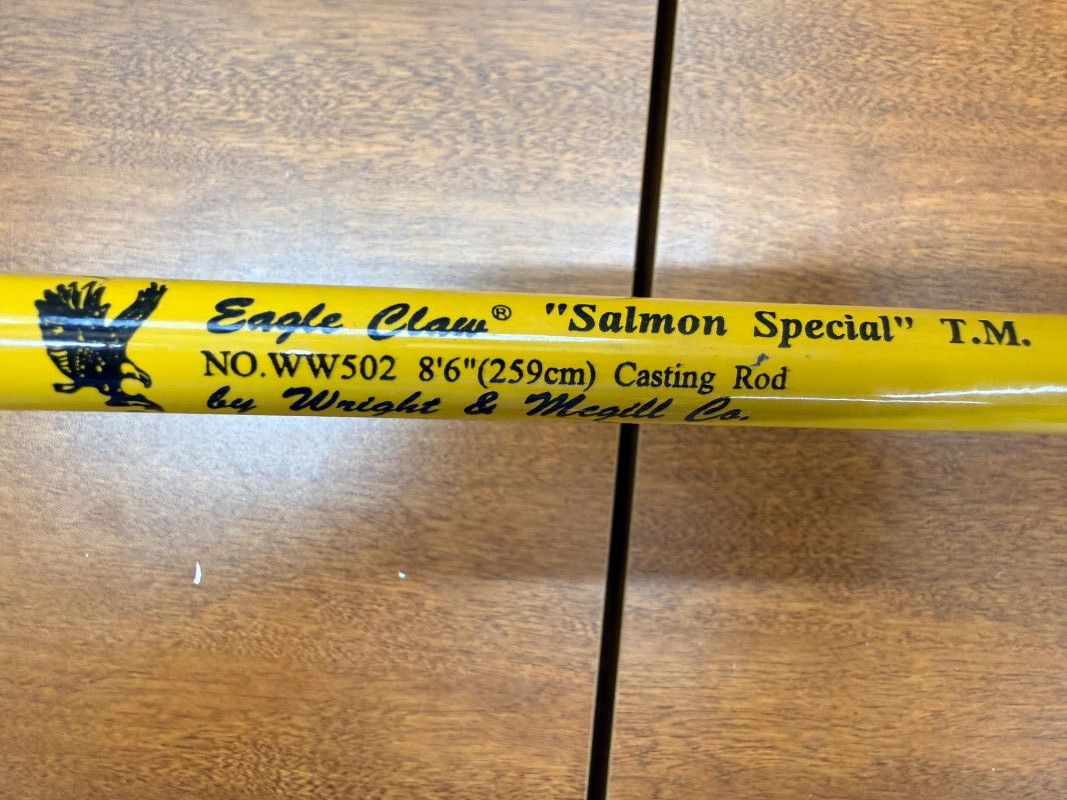 Eagle Claw® "Salmon Special" T.M.
NO.WW502 8'6"(259cm) Casting Rod
by Wright & Mcgill Co.